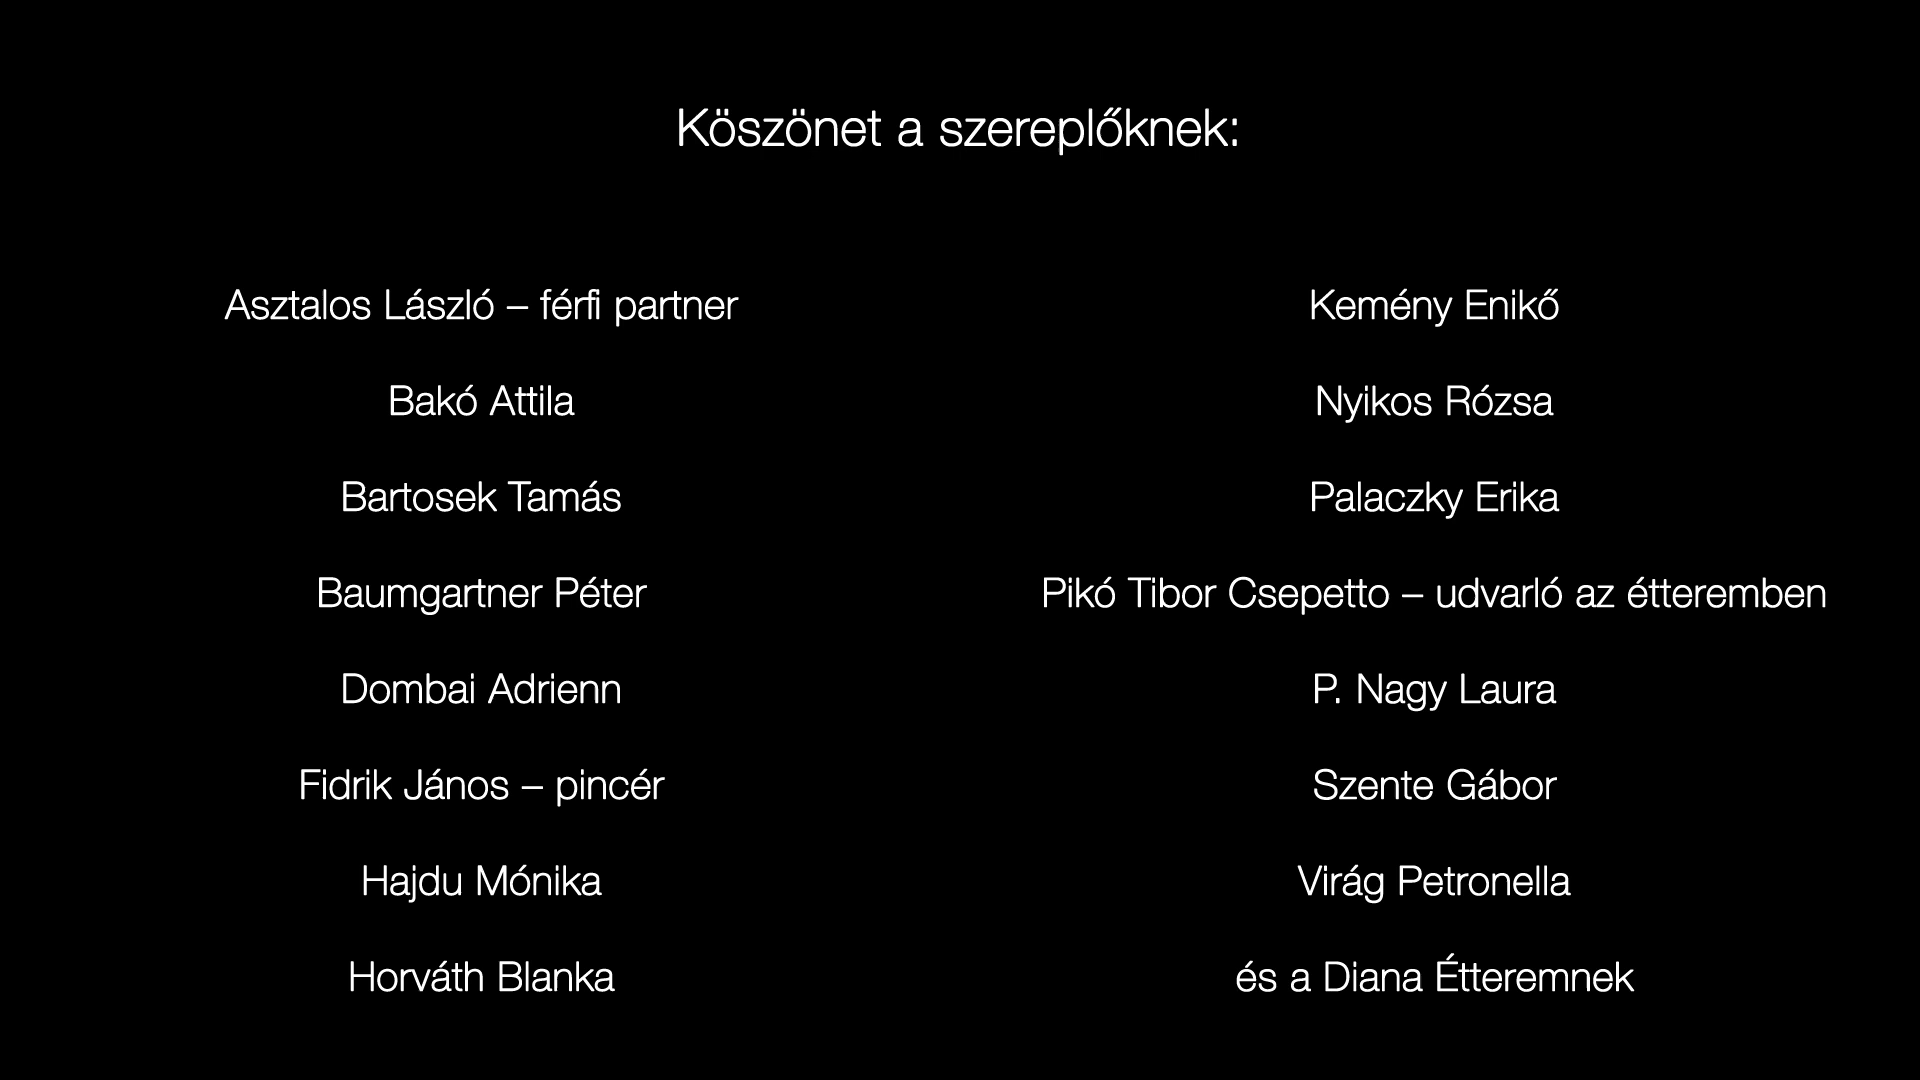 Köszönet a szereplőknek:
Asztalos László – férfi partner
Bakó Attila
Bartosek Tamás
Baumgartner Péter
Dombai Adrienn
Fidrik János – pincér
Hajdu Mónika
Horváth Blanka
Kemény Enikő
Nyikos Rózsa
Palaczky Erika
Pikó Tibor Csepetto – udvarló az étteremben
P. Nagy Laura
Szente Gábor
Virág Petronella
és a Diana Étteremnek